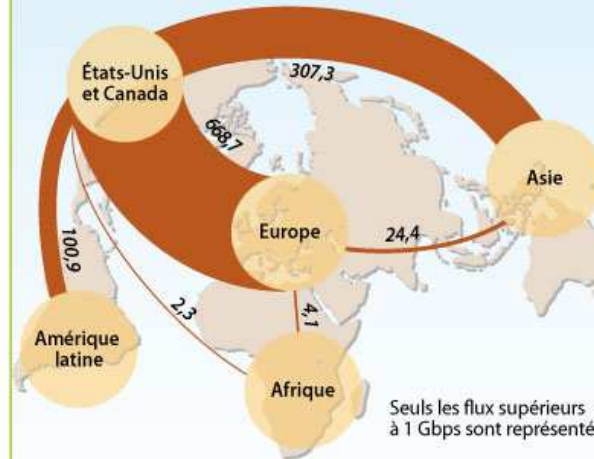 États-Unis
et Canada
307,3
668,7
Asie
Europe
24,4
100,9
2,3
4,1
Amérique
latine
Afrique
Seuls les flux supérieurs
à 1 Gbps sont représenté